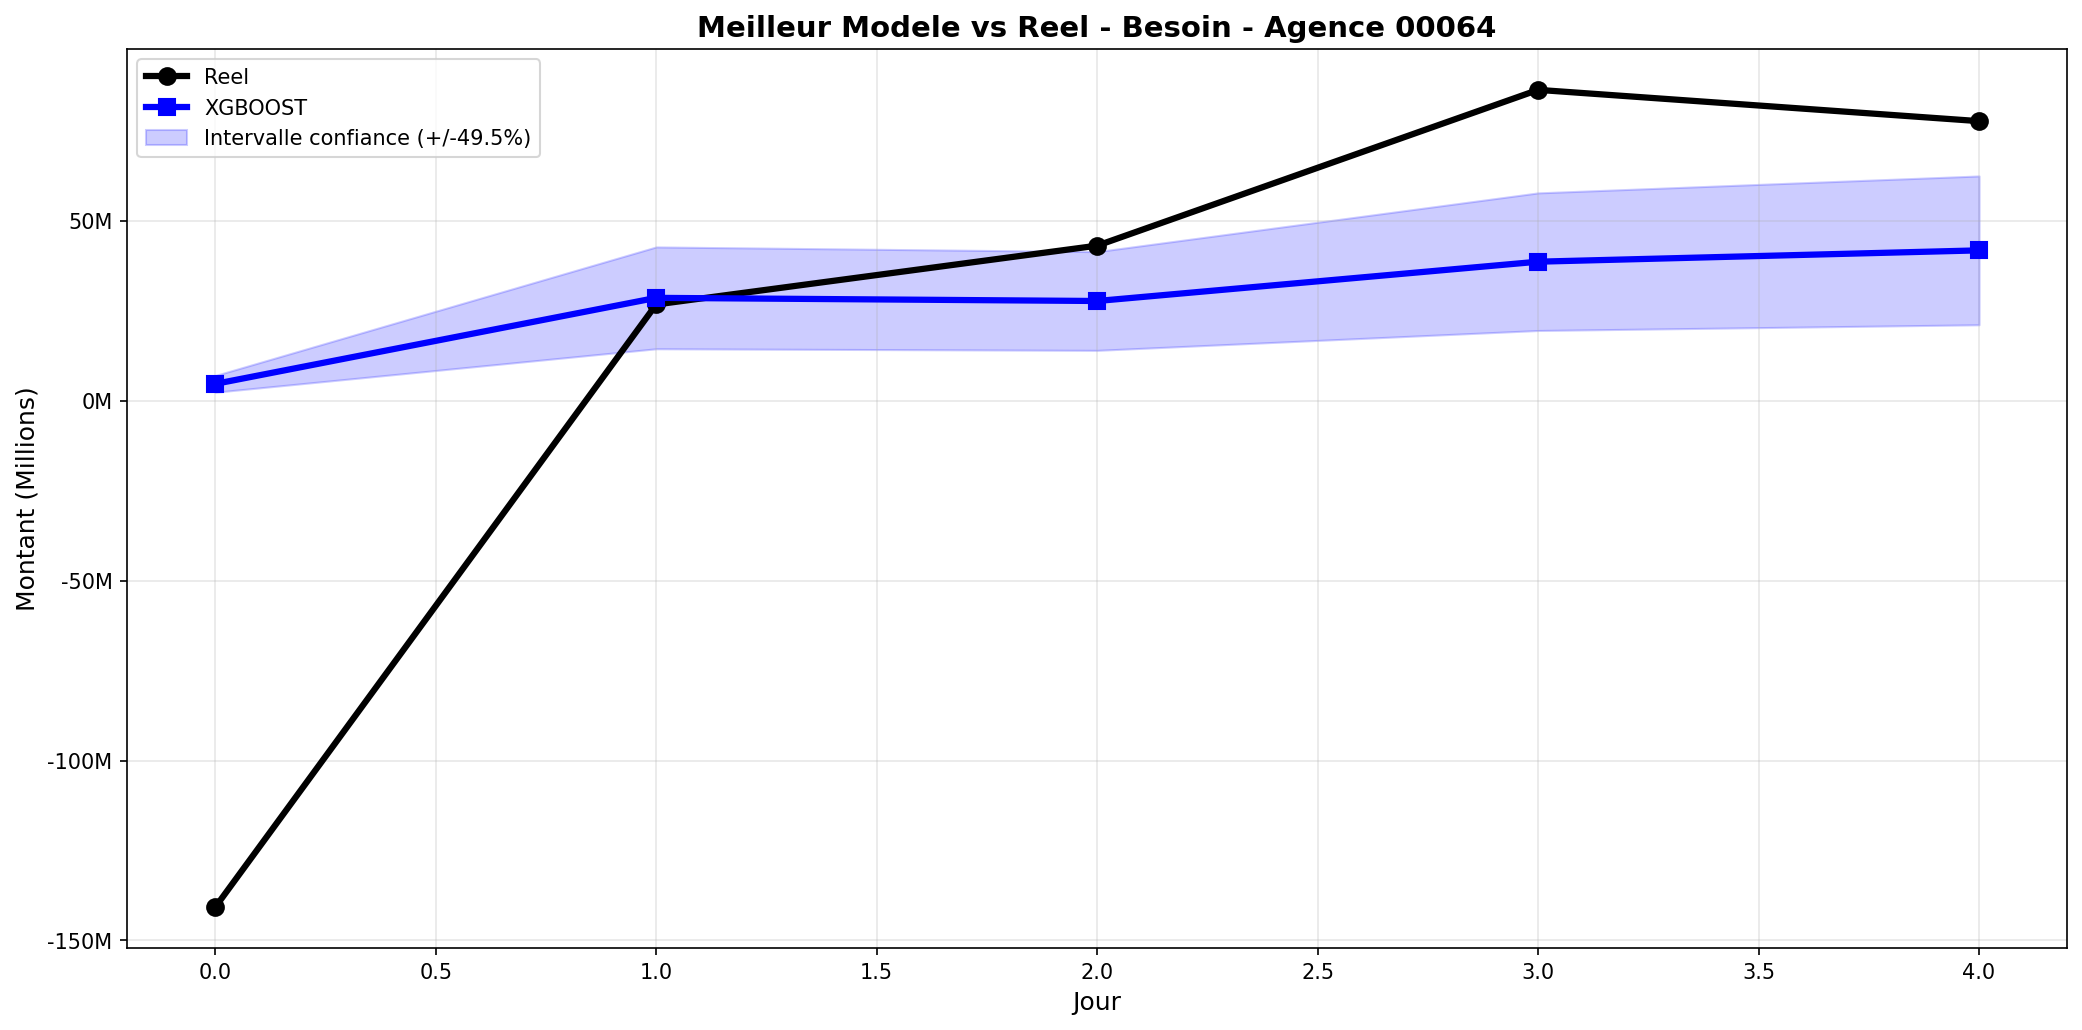 Meilleur Modele vs Reel - Besoin - Agence 00064
Reel
XGBOOST
Intervalle confiance (+/-49.5%)
Montant (Millions)
50M
0M
-50M
-100M
-150M
0.0 0.5 1.0 1.5 2.0 2.5 3.0 3.5 4.0
Jour